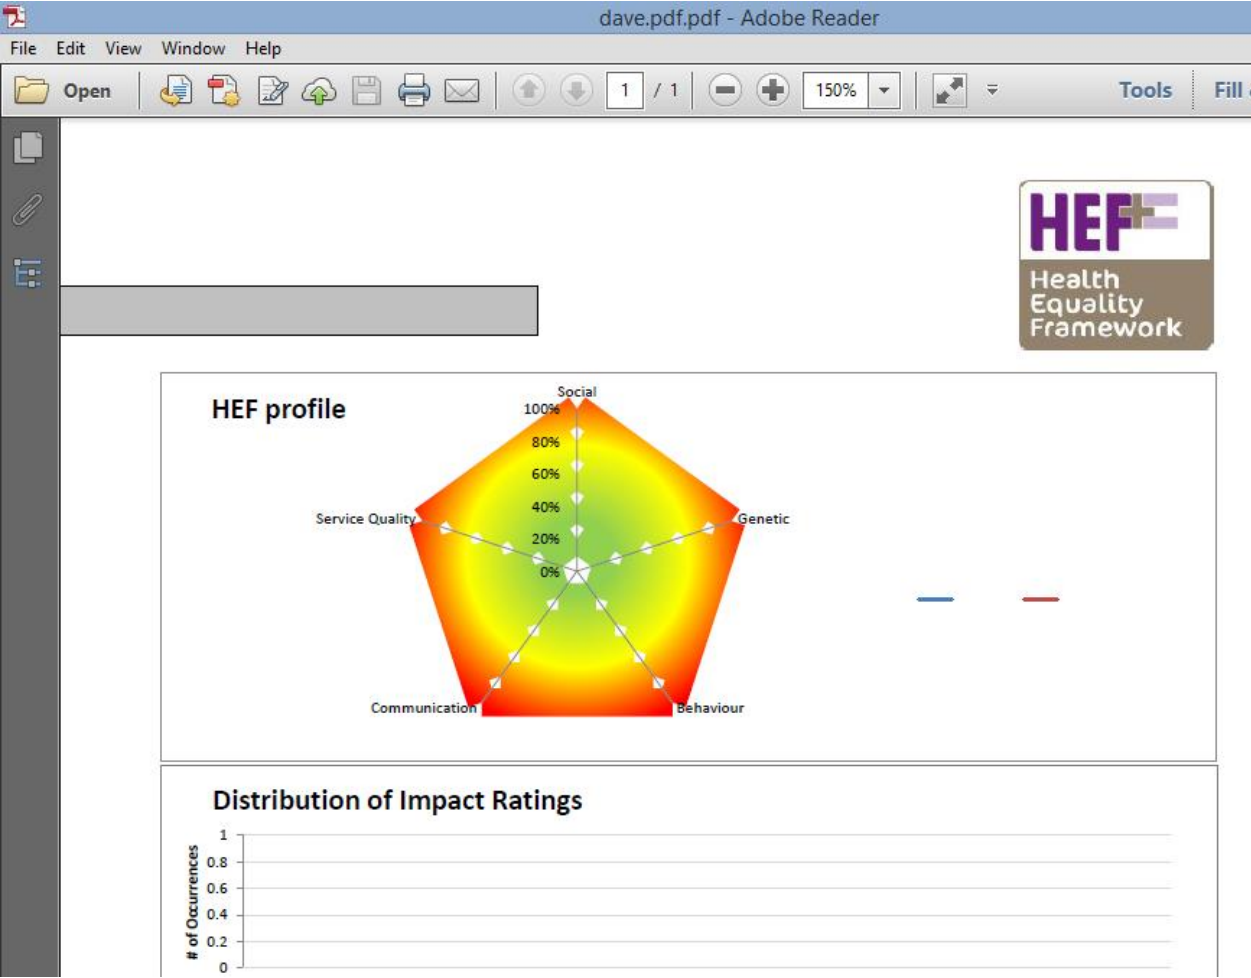 dave.pdf.pdf - Adobe Reader
File Edit View Window Help
Open 1 / 1 150% Tools Fill
HEF
Health
Equality
Framework
HEF profile
Social
100%
80%
60%
40%
20%
0%
Service Quality
Genetic
Communication
Behaviour
Distribution of Impact Ratings
# of Occurrences
1
0.8
0.6
0.4
0.2
0